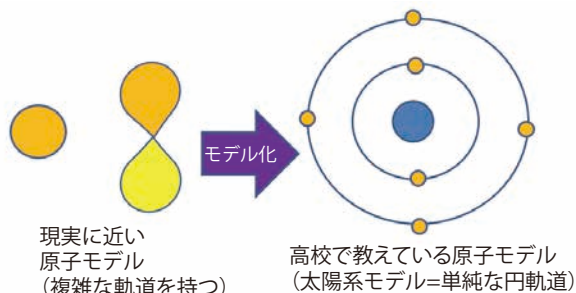 モデル化
現実に近い
原子モデル
(複雑な軌道を持つ)
高校で教えている原子モデル
(太陽系モデル=単純な円軌道)